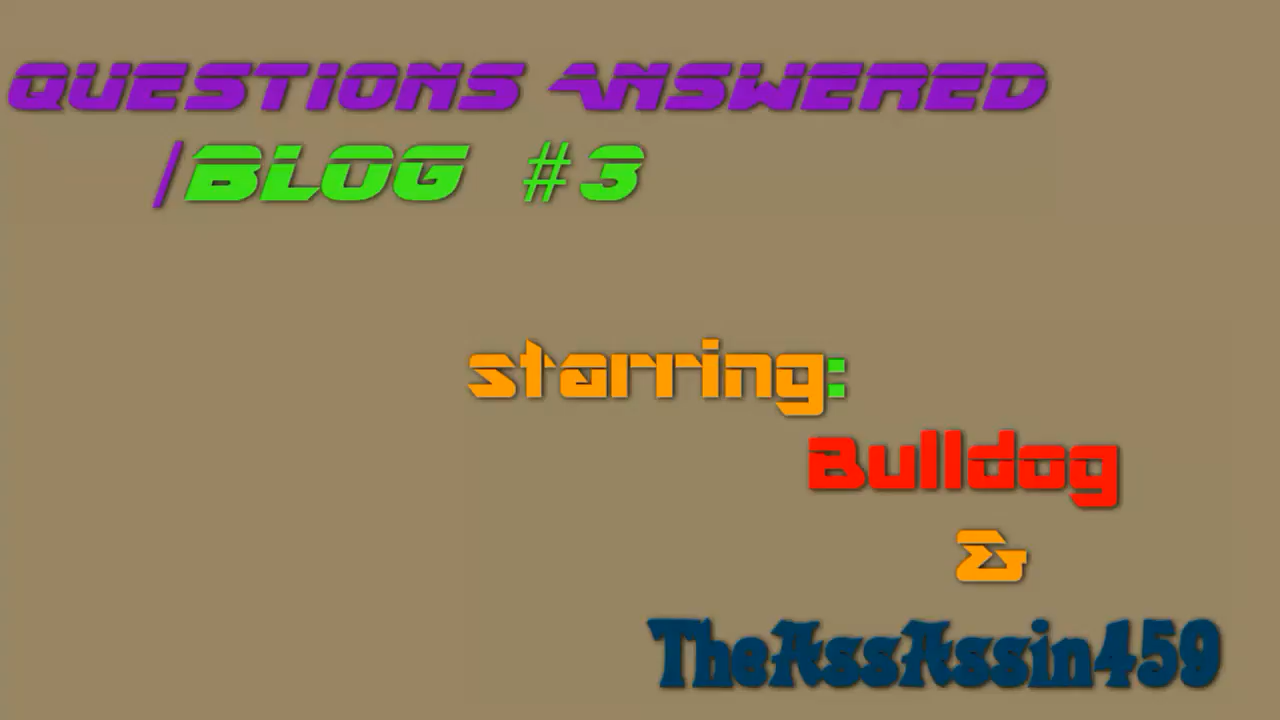 QUESTIONS ANSWERED
/BLOG #3
starring:
Bulldog
&
TheAssAssin459